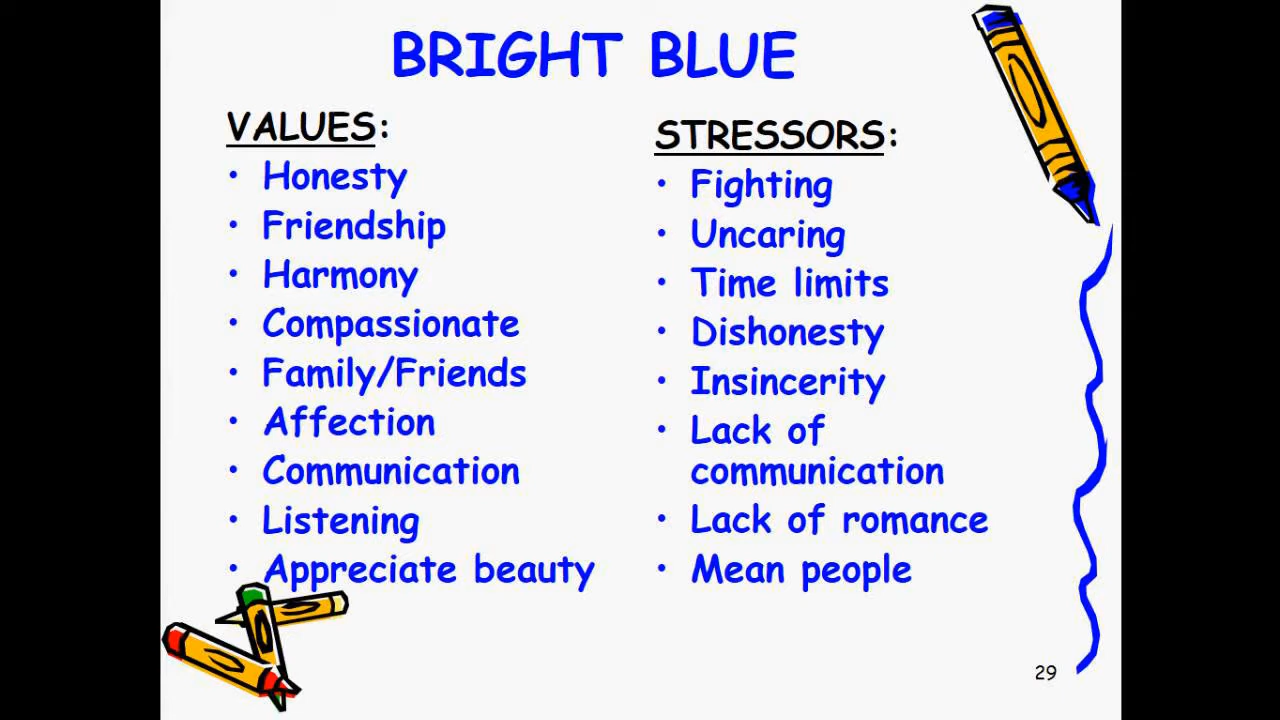 BRIGHT BLUE
VALUES:
• Honesty
• Friendship
• Harmony
• Compassionate
• Family/Friends
• Affection
• Communication
• Listening
• Appreciate beauty
STRESSORS:
• Fighting
• Uncaring
• Time limits
• Dishonesty
• Insincerity
• Lack of
communication
• Lack of romance
• Mean people
29